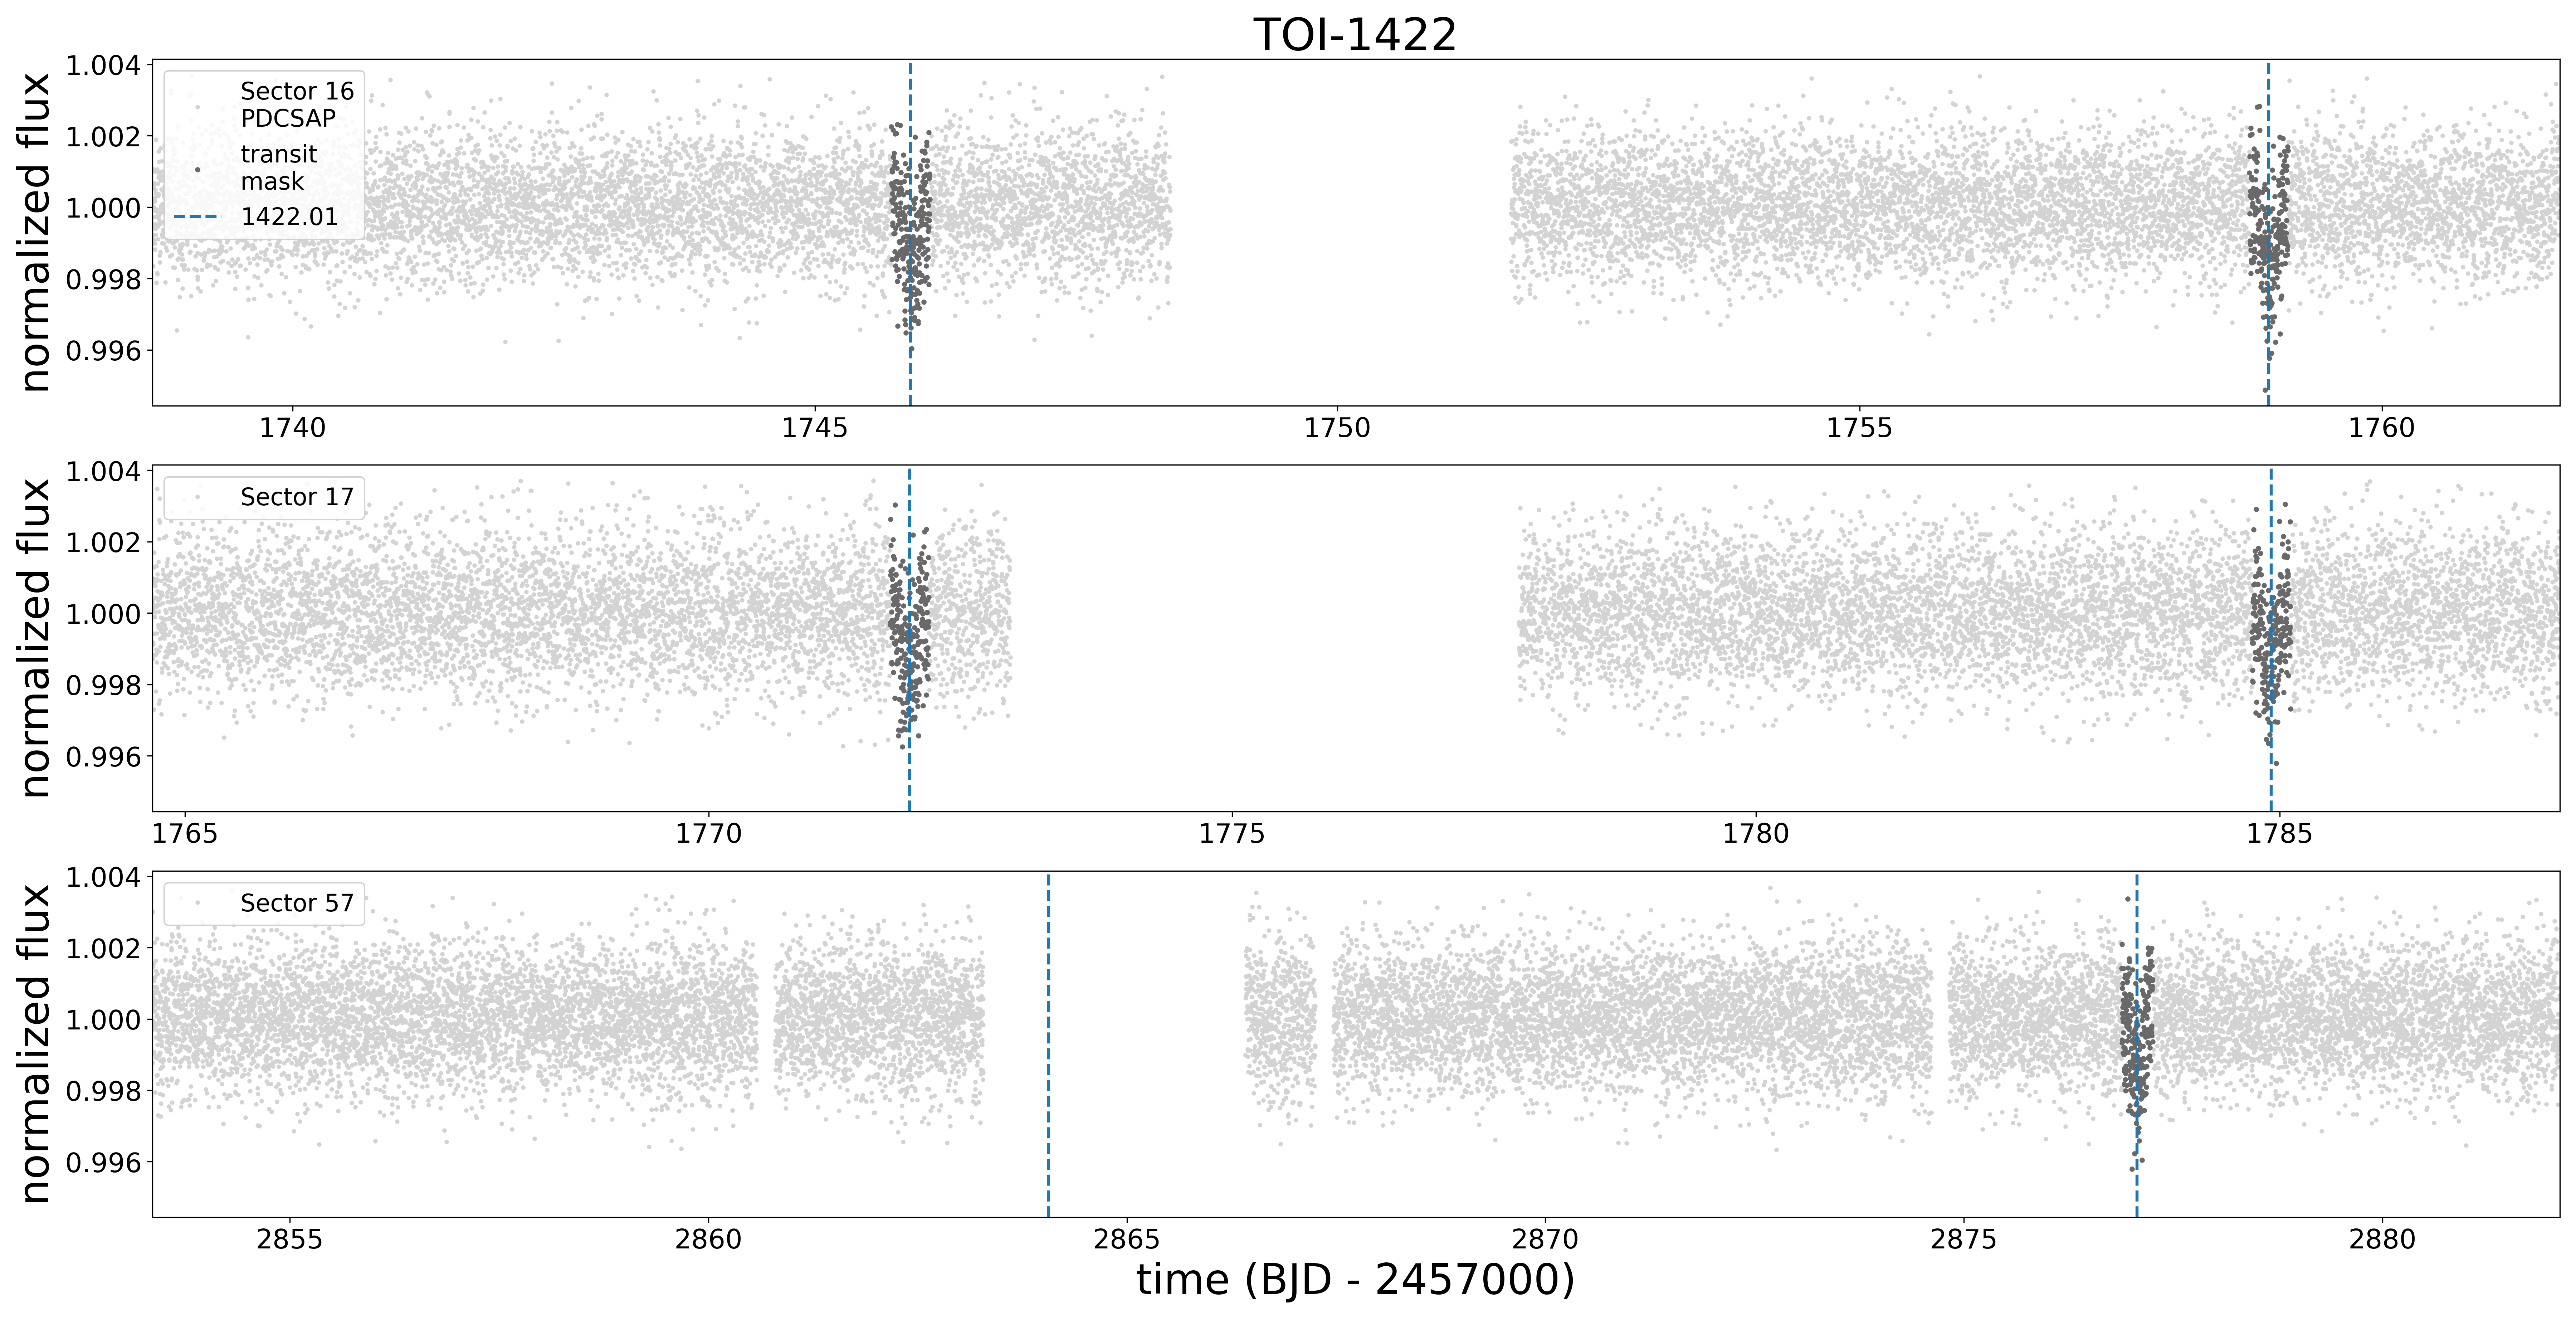 TOI-1422
normalized flux
1.004
1.002
1.000
0.998
0.996
Sector 16
PDCSAP
transit
mask
1422.01
1740
1745
1750
1755
1760
normalized flux
1.004
1.002
1.000
0.998
0.996
Sector 17
1765
1770
1775
1780
1785
normalized flux
1.004
1.002
1.000
0.998
0.996
Sector 57
2855
2860
2865
2870
2875
2880
time (BJD - 2457000)